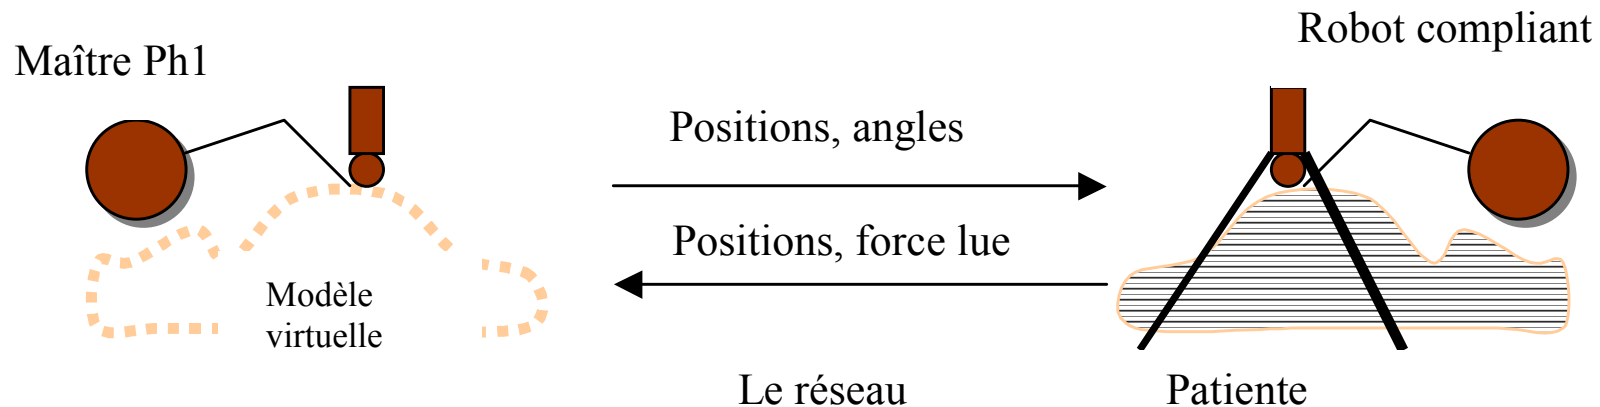 Robot compliant
Maître Ph1
Positions, angles
Positions, force lue
Modèle
virtuelle
Le réseau
Patiente